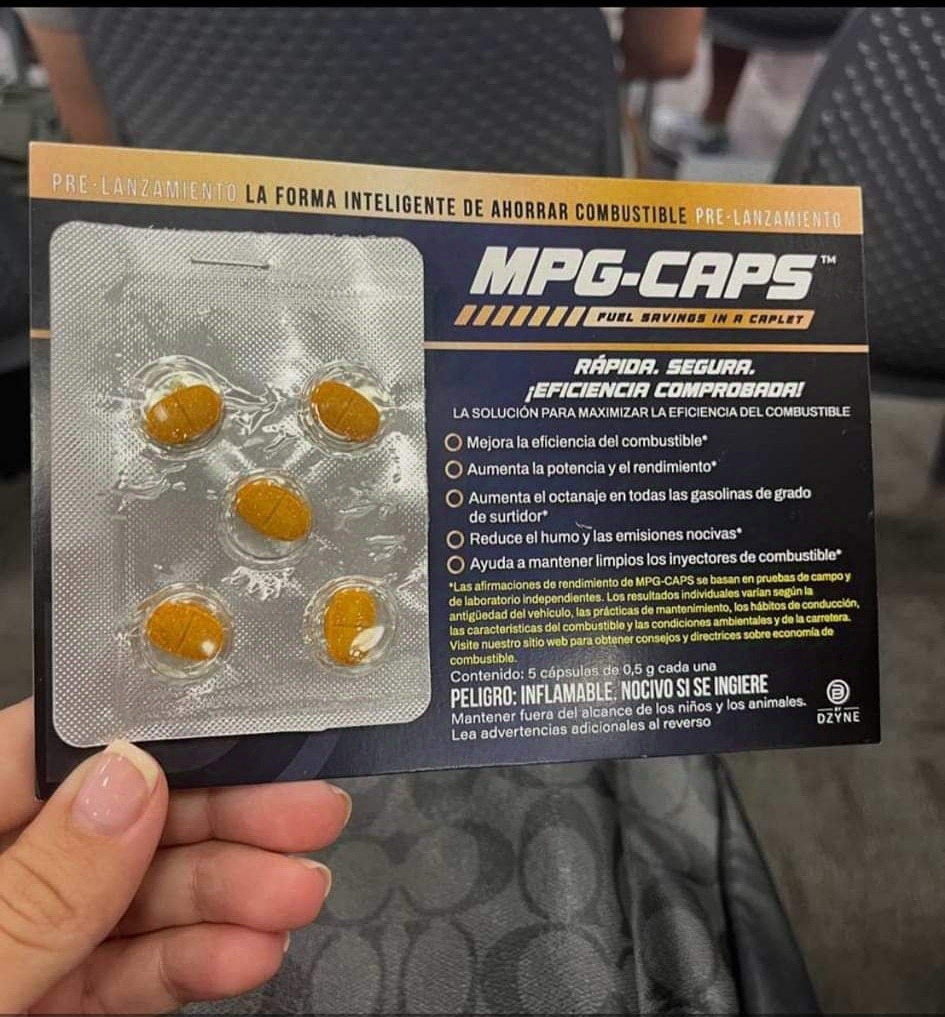 PRE-LANZAMIENTO LA FORMA INTELIGENTE DE AHORRAR COMBUSTIBLE PRE-LANZAMIENTO
MPG-CAPS™
FUEL SAVINGS IN A CAPLET
RÁPIDA. SEGURA.
¡EFICIENCIA COMPROBADA!
LA SOLUCIÓN PARA MAXIMIZAR LA EFICIENCIA DEL COMBUSTIBLE
Mejora la eficiencia del combustible*
Aumenta la potencia y el rendimiento*
Aumenta el octanaje en todas las gasolinas de grado
de surtidor*
Reduce el humo y las emisiones nocivas*
Ayuda a mantener limpios los inyectores de combustible*
*Las afirmaciones de rendimiento de MPG-CAPS se basan en pruebas de campo y
de laboratorio independientes. Los resultados individuales varían según la
antigüedad del vehículo, las prácticas de mantenimiento, los hábitos de conducción,
las características del combustible y las condiciones ambientales y de la carretera.
Visite nuestro sitio web para obtener consejos y directrices sobre economía de
combustible.
Contenido: 5 cápsulas de 0,5 g cada una
PELIGRO: INFLAMABLE. NOCIVO SI SE INGIERE
Mantener fuera del alcance de los niños y los animales.
Lea advertencias adicionales al reverso
BY
DZYNE